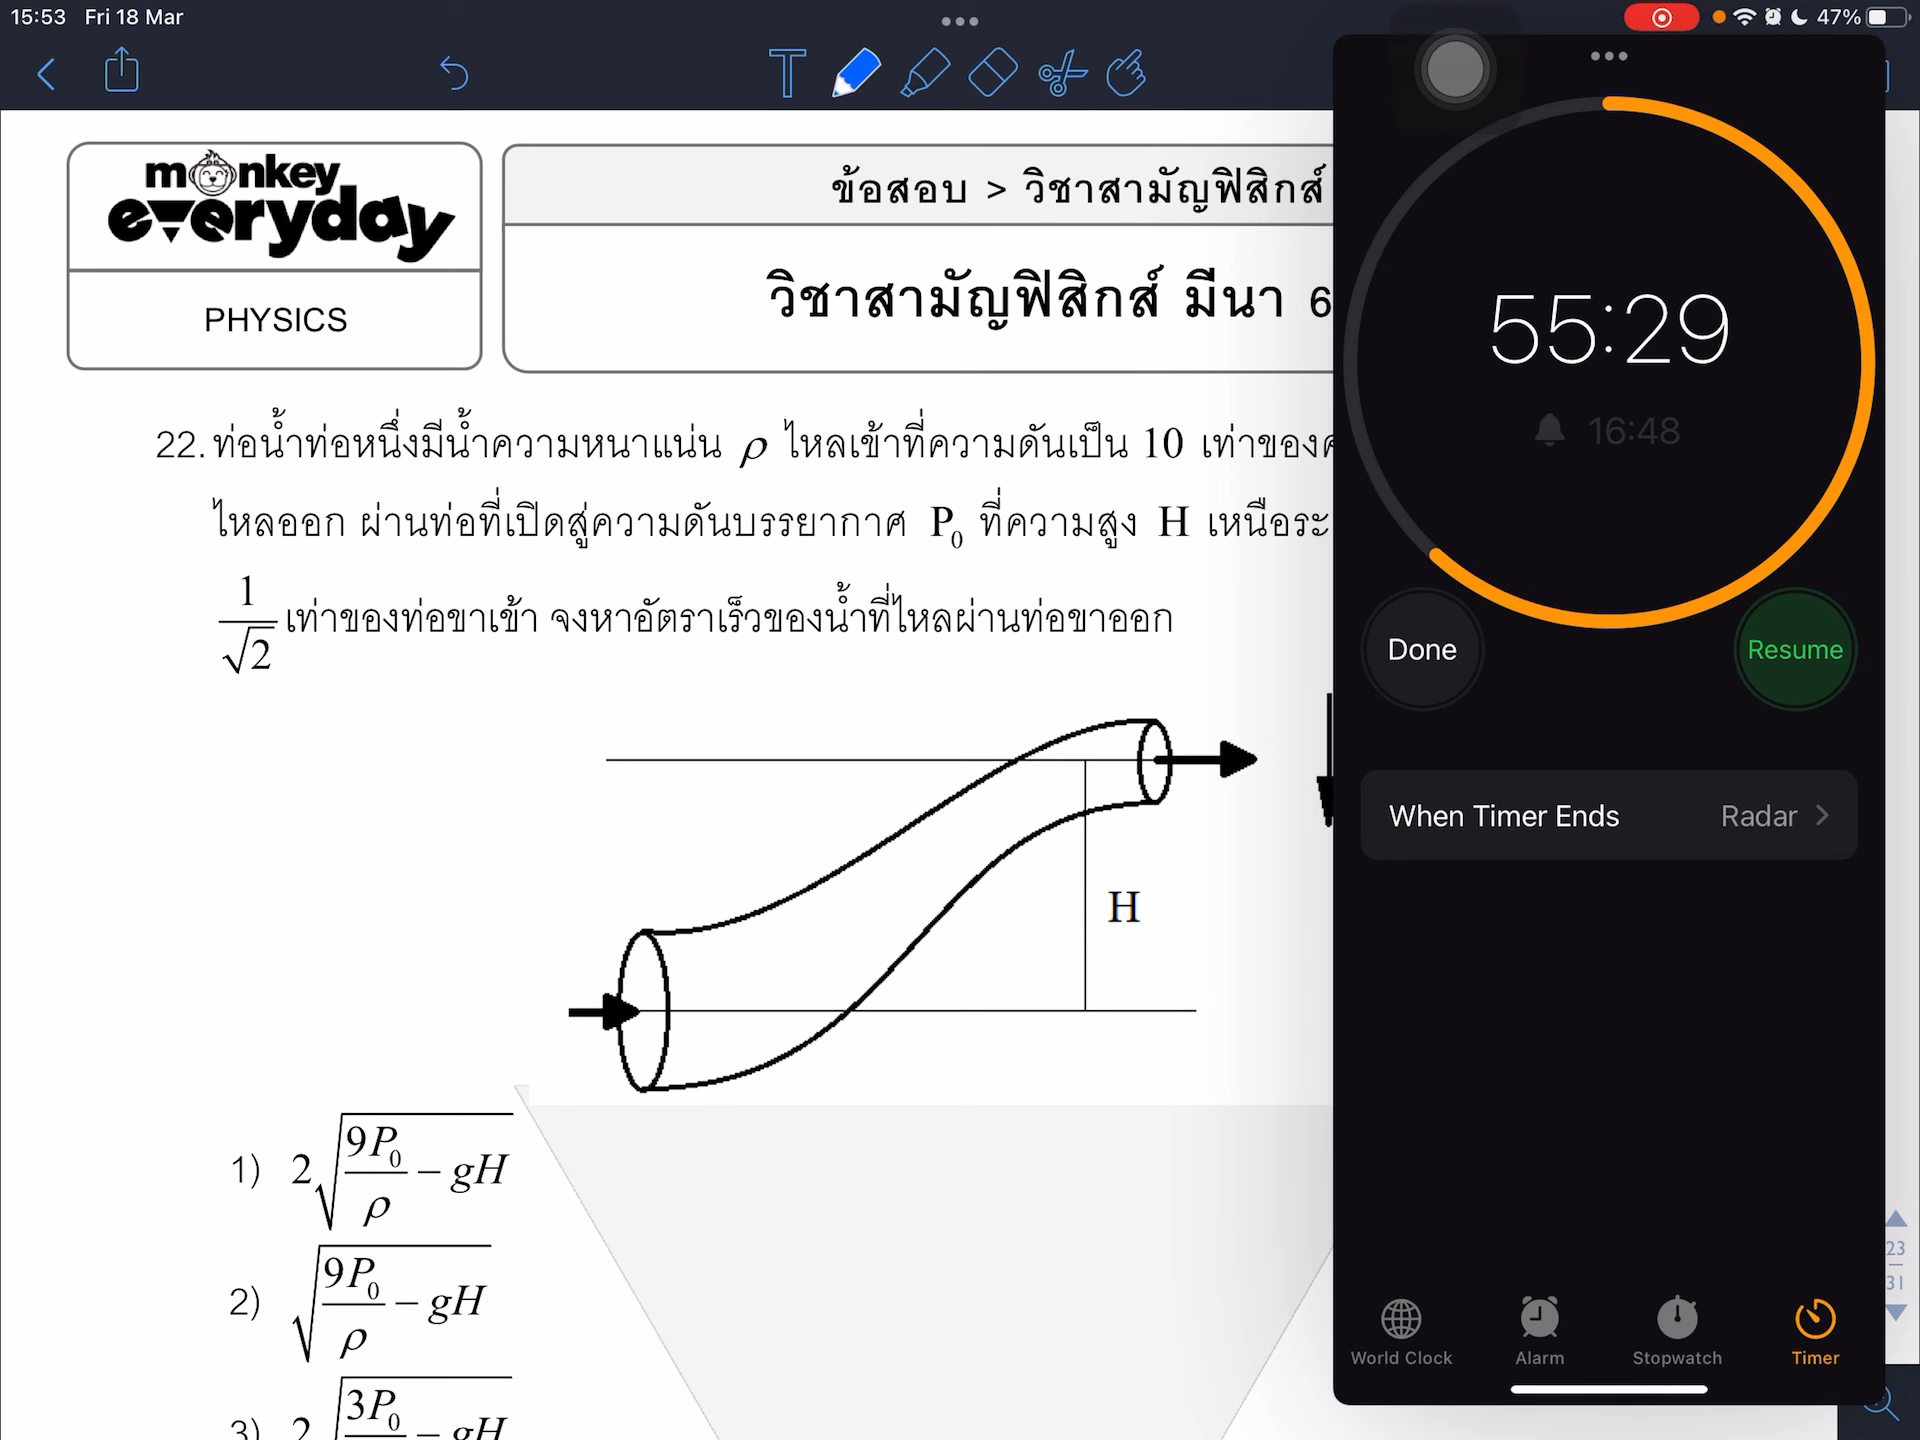 15:53 Fri 18 Mar
47%
monkey
everyday
PHYSICS
ข้อสอบ > วิชาสามัญฟิสิกส์
วิชาสามัญฟิสิกส์ มีนา 6
22. ท่อน้ำท่อหนึ่งมีน้ำความหนาแน่น ρ ไหลเข้าที่ความดันเป็น 10 เท่าของ
ไหลออก ผ่านท่อที่เปิดสู่ความดันบรรยากาศ P₀ ที่ความสูง H เหนือระ
1/√2 เท่าของท่อขาเข้า จงหาอัตราเร็วของน้ำที่ไหลผ่านท่อขาออก
H
1) 2√(9P₀/ρ − gH)
2) √(9P₀/ρ − gH)
3) 2√(3P₀ − gH
55:29
16:48
Done
Resume
When Timer Ends Radar
World Clock
Alarm
Stopwatch
Timer
23
31